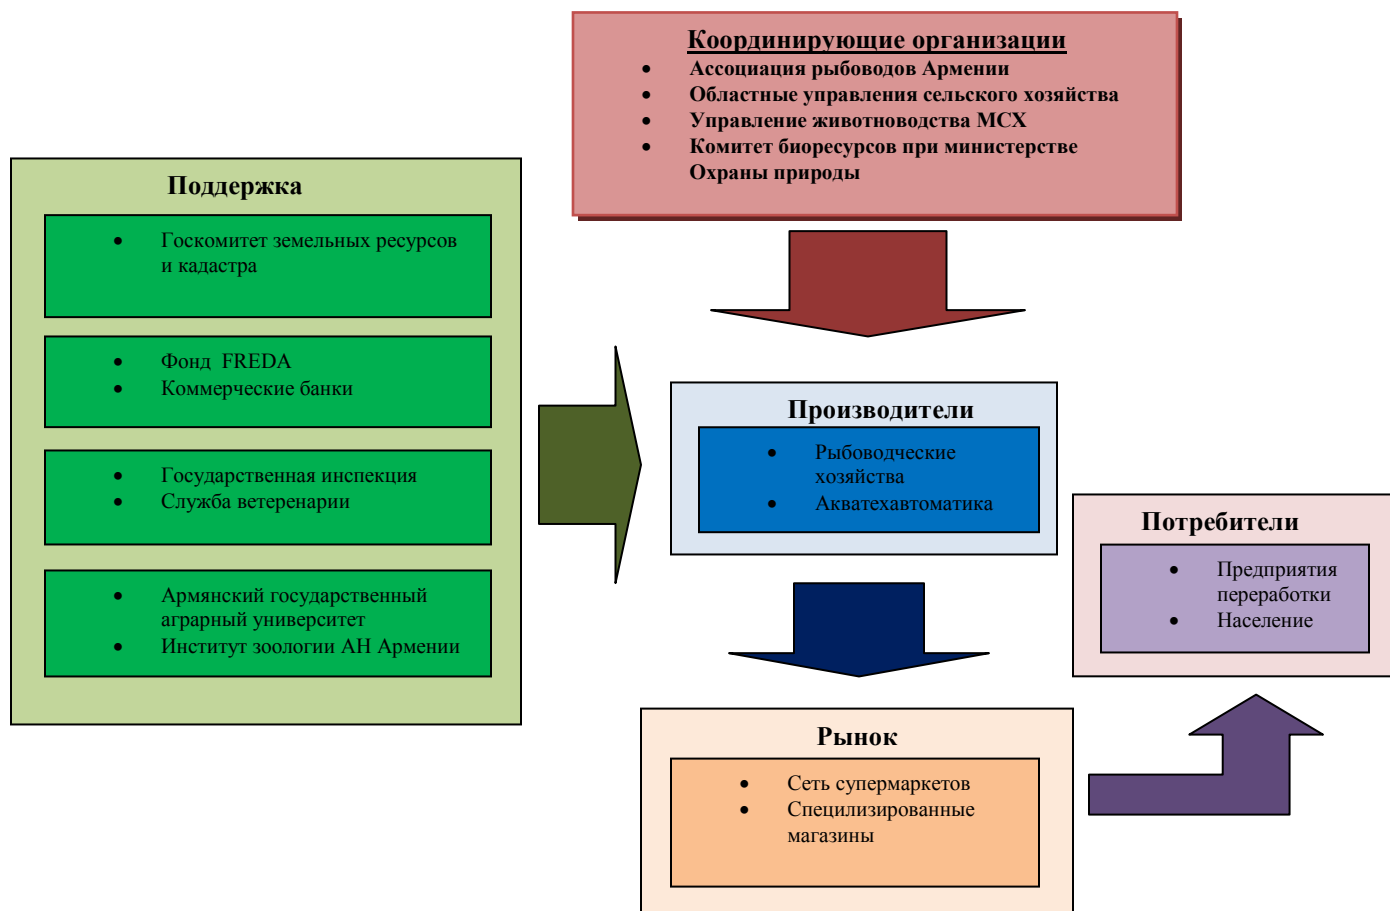 Координирующие организации
• Ассоциация рыбоводов Армении
• Областные управления сельского хозяйства
• Управление животноводства МСХ
• Комитет биоресурсов при министерстве
Охраны природы
Поддержка
• Госкомитет земельных ресурсов
и кадастра
• Фонд FREDA
• Коммерческие банки
• Государственная инспекция
• Служба ветеренарии
• Армянский государственный
аграрный университет
• Институт зоологии АН Армении
Производители
• Рыбоводческие
хозяйства
• Акватехавтоматика
Потребители
• Предприятия
переработки
• Население
Рынок
• Сеть супермаркетов
• Специлизированные
магазины